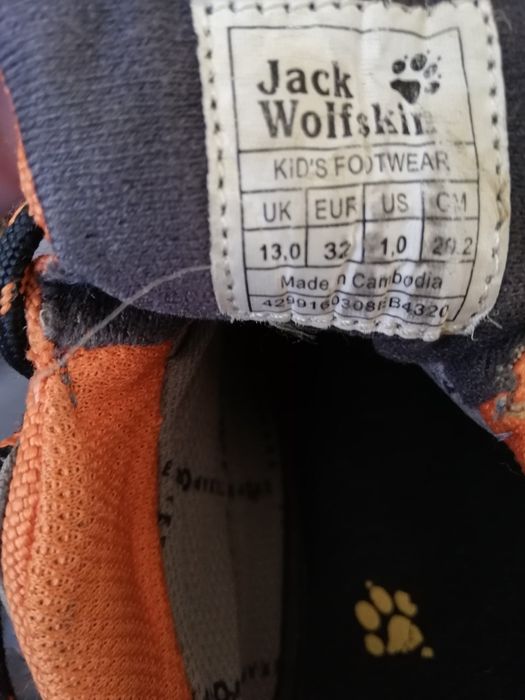 Jack
Wolfskin
KID'S FOOTWEAR
UK EUR US CM
13,0 32 1,0 20.2
Made in Cambodia